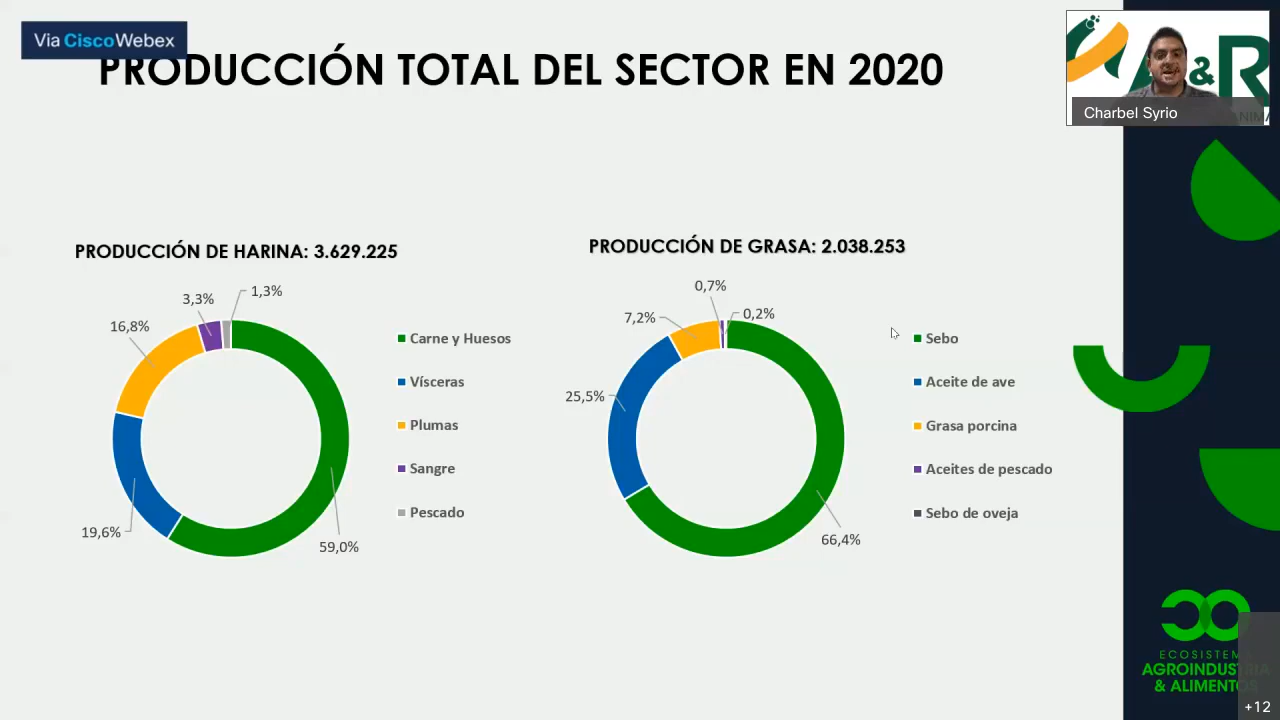 Via CiscoWebex
PRODUCCIÓN TOTAL DEL SECTOR EN 2020
&R
Charbel Syrio
PRODUCCIÓN DE HARINA: 3.629.225
3,3%
1,3%
16,8%
19,6%
59,0%
Carne y Huesos
Vísceras
Plumas
Sangre
Pescado
PRODUCCIÓN DE GRASA: 2.038.253
0,7%
0,2%
7,2%
25,5%
66,4%
Sebo
Aceite de ave
Grasa porcina
Aceites de pescado
Sebo de oveja
ECOSISTEMA
AGROINDUSTRIA
& ALIMENTOS
+12